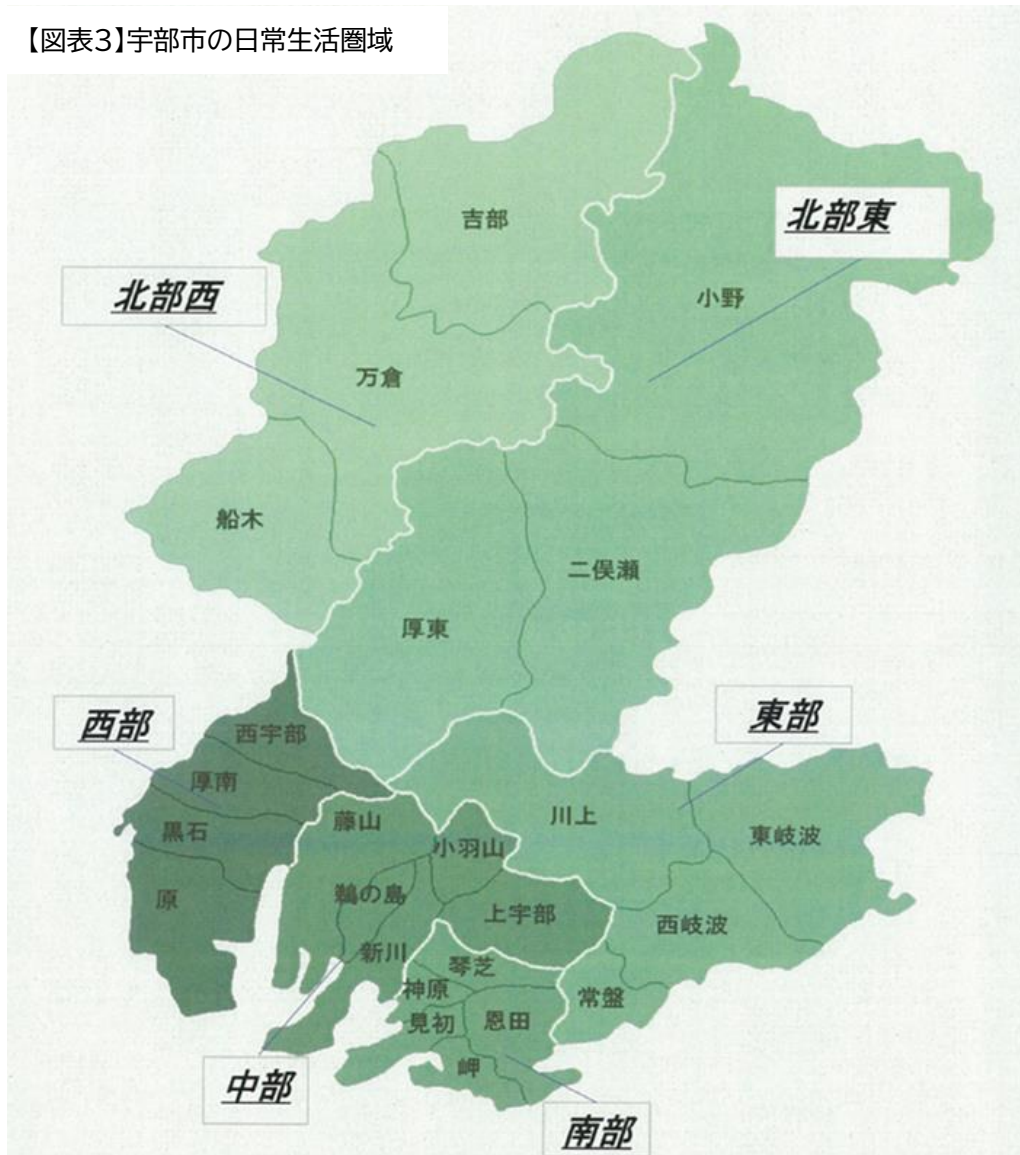 【図表3】宇部市の日常生活圏域
吉部
北部東
小野
北部西
万倉
船木
二俣瀬
厚東
西部
東部
西宇部
厚南
藤山
川上
黒石
小羽山
東岐波
原
鵜の島
上宇部
西岐波
新川
琴芝
神原
常盤
見初
恩田
岬
中部
南部